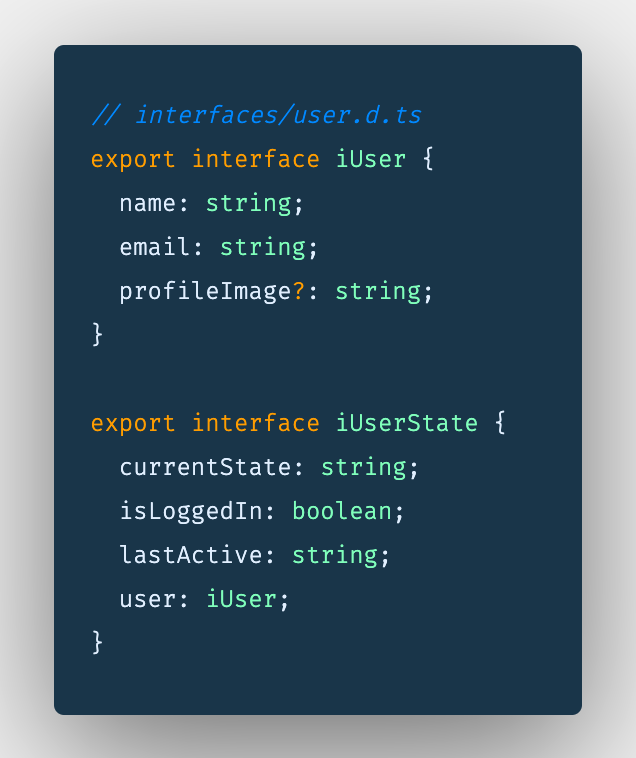 // interfaces/user.d.ts
export interface iUser {
  name: string;
  email: string;
  profileImage?: string;
}

export interface iUserState {
  currentState: string;
  isLoggedIn: boolean;
  lastActive: string;
  user: iUser;
}